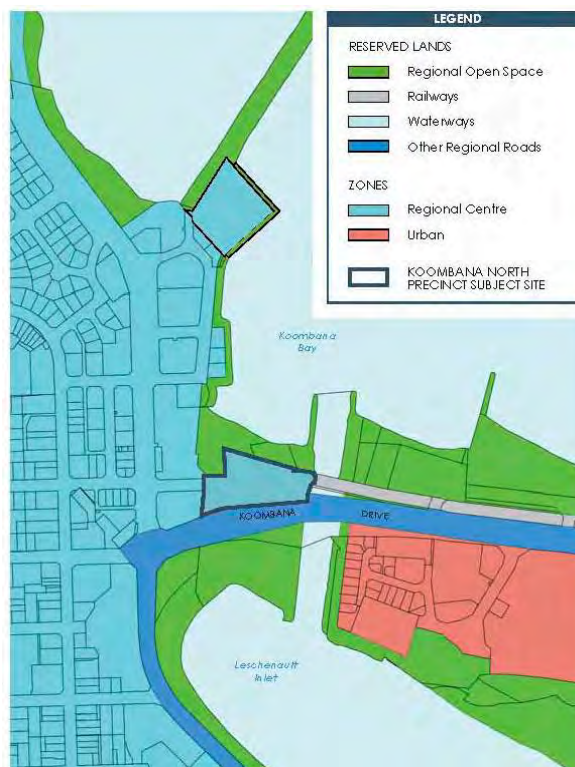 LEGEND
RESERVED LANDS
Regional Open Space
Railways
Waterways
Other Regional Roads
ZONES
Regional Centre
Urban
KOOMBANA NORTH
PRECINCT SUBJECT SITE
Koombana
Bay
KOOMBANA DRIVE
Leschenault
Inlet